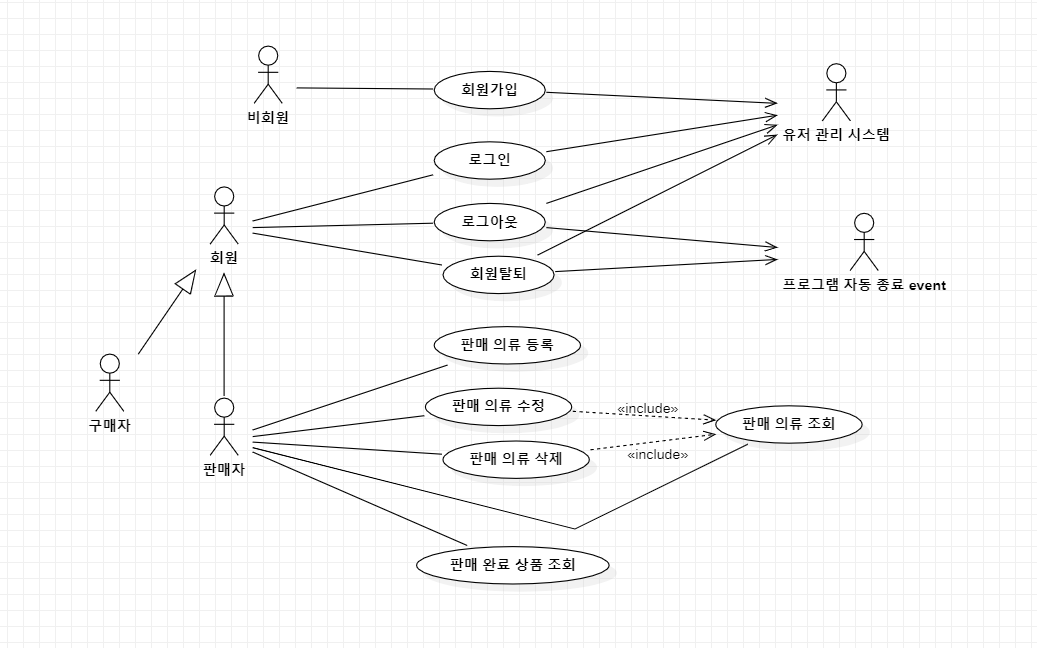 비회원
회원가입
유저 관리 시스템
로그인
회원
로그아웃
회원탈퇴
프로그램 자동 종료 event
판매 의류 등록
구매자
판매자
판매 의류 수정
«include»
판매 의류 조회
판매 의류 삭제
«include»
판매 완료 상품 조회